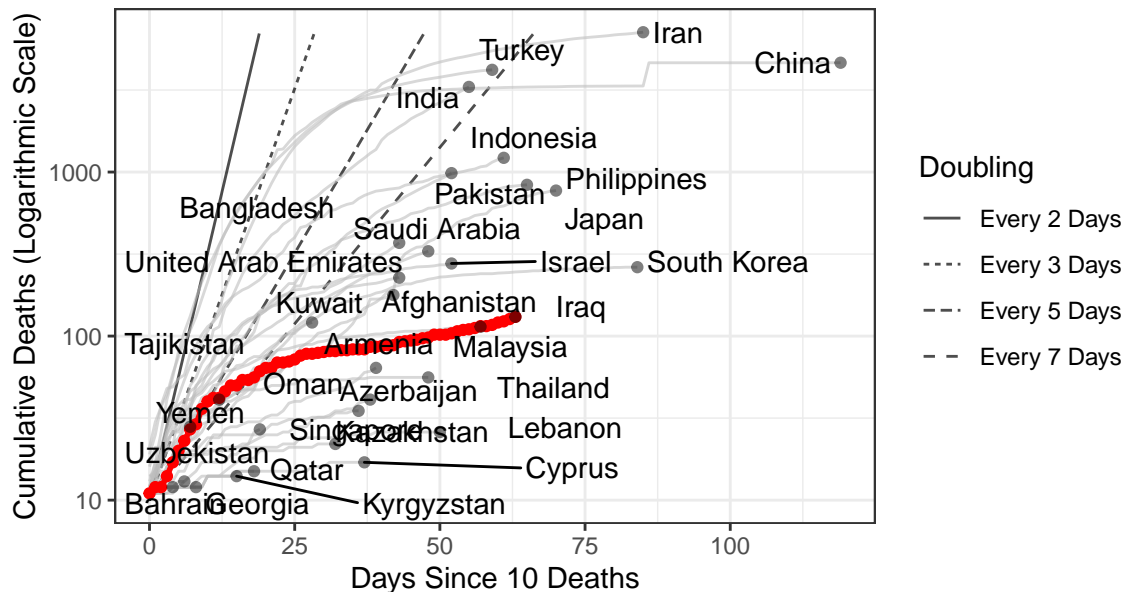 Cumulative Deaths (Logarithmic Scale)
1000
100
10
Iran
Turkey
China
India
Indonesia
Pakistan
Philippines
Bangladesh
Japan
Saudi Arabia
United Arab Emirates
Israel
South Korea
Kuwait
Afghanistan
Iraq
Tajikistan
Armenia
Malaysia
Oman
Azerbaijan
Thailand
Yemen
Singapore
Kazakhstan
Lebanon
Uzbekistan
Qatar
Cyprus
Bahrain
Georgia
Kyrgyzstan
0
25
50
75
100
Days Since 10 Deaths
Doubling
Every 2 Days
Every 3 Days
Every 5 Days
Every 7 Days